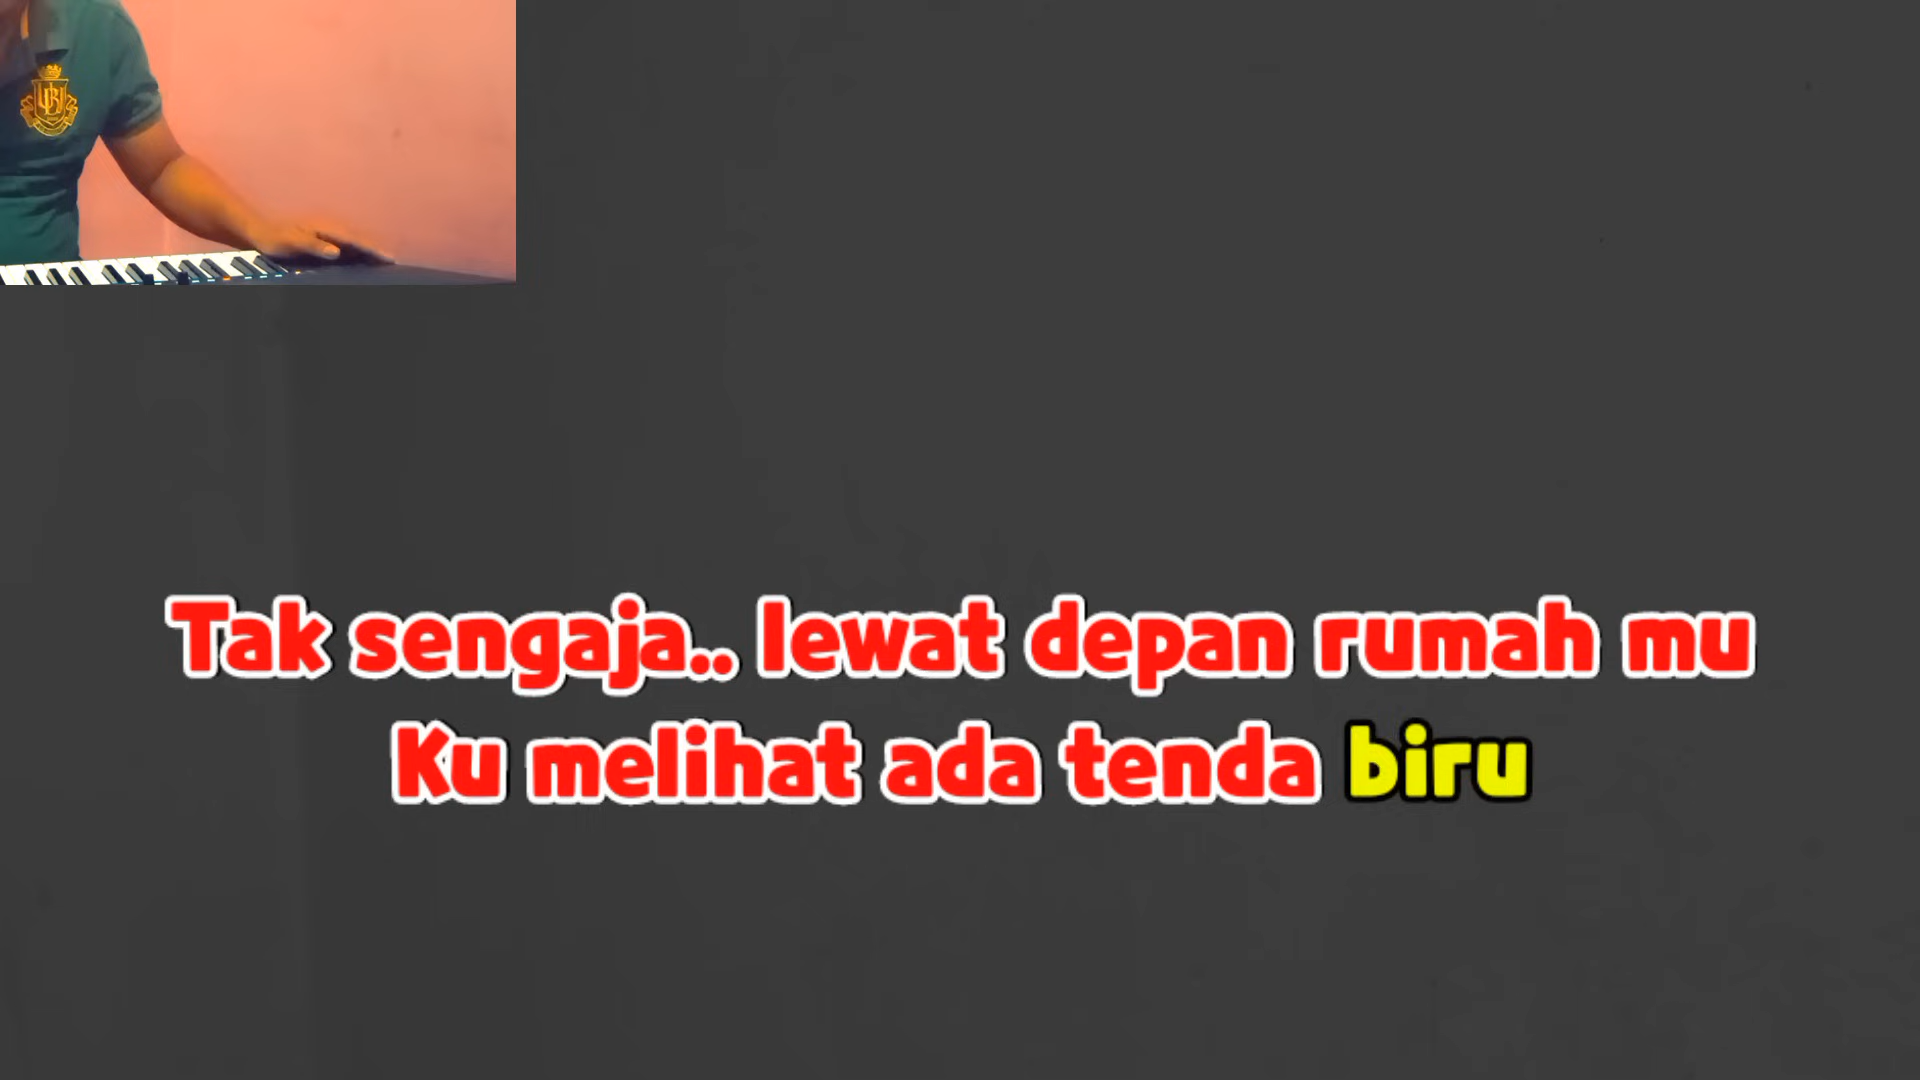 Tak sengaja.. lewat depan rumah mu
Ku melihat ada tenda biru